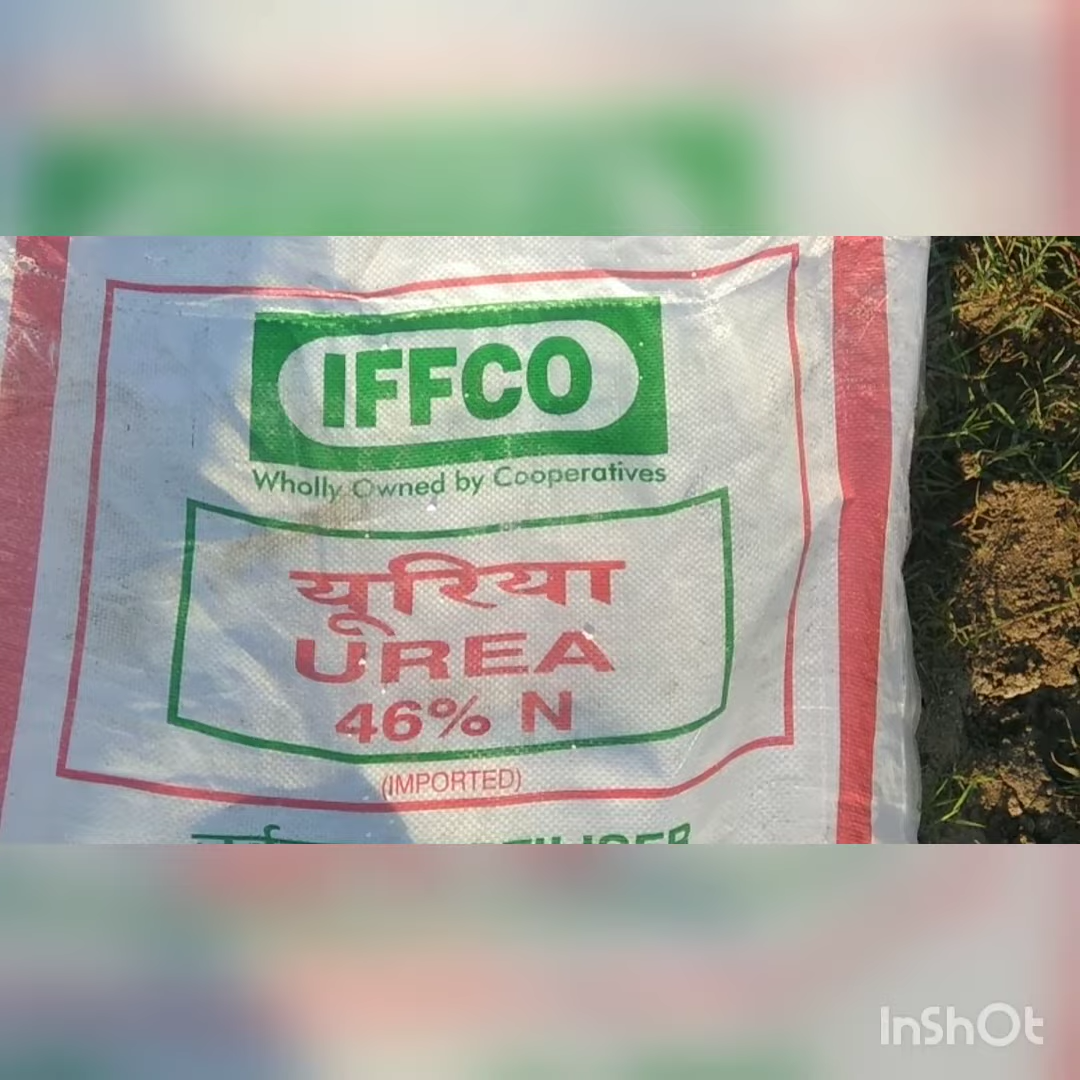 IFFCO
Wholly Owned by Cooperatives
यूरिया
UREA
46% N
(IMPORTED)
InShOt